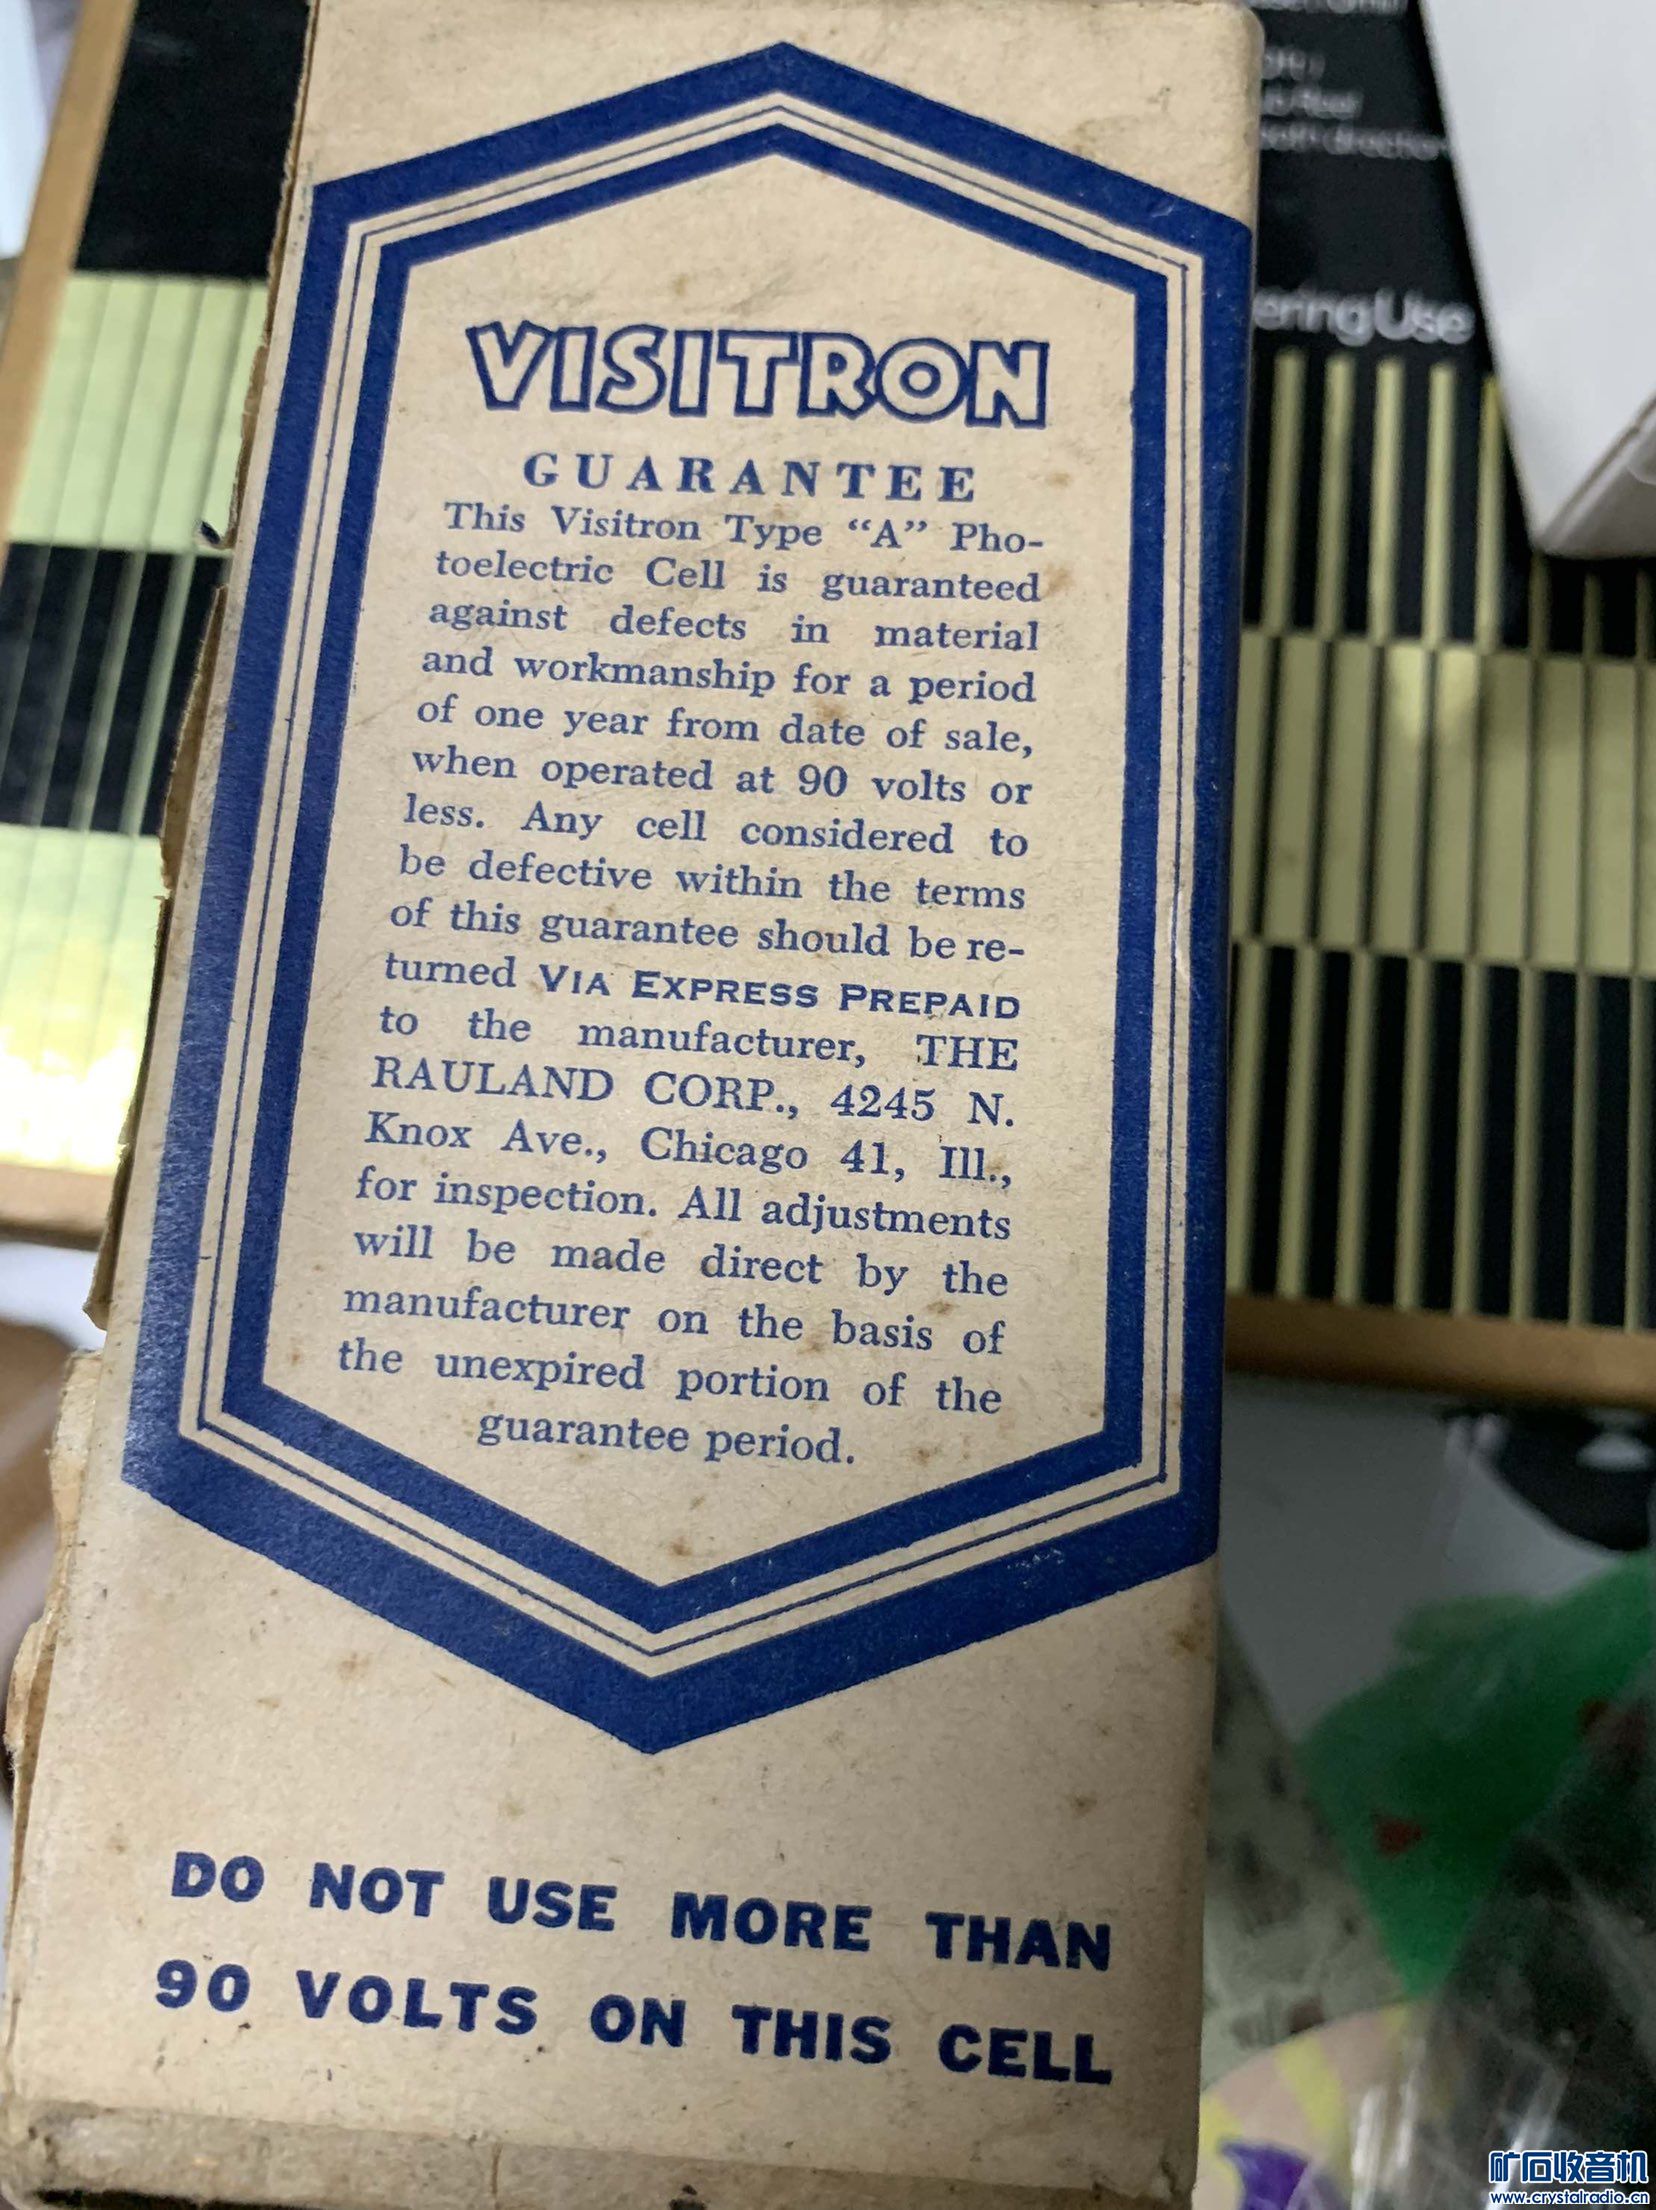 VISITRON
GUARANTEE
This Visitron Type “A” Pho-
toelectric Cell is guaranteed
against defects in material
and workmanship for a period
of one year from date of sale,
when operated at 90 volts or
less. Any cell considered to
be defective within the terms
of this guarantee should be re-
turned VIA EXPRESS PREPAID
to the manufacturer, THE
RAULAND CORP., 4245 N.
Knox Ave., Chicago 41, Ill.,
for inspection. All adjustments
will be made direct by the
manufacturer on the basis of
the unexpired portion of the
guarantee period.
DO NOT USE MORE THAN
90 VOLTS ON THIS CELL
eringUse
矿石收音机
www.crystalradio.cn